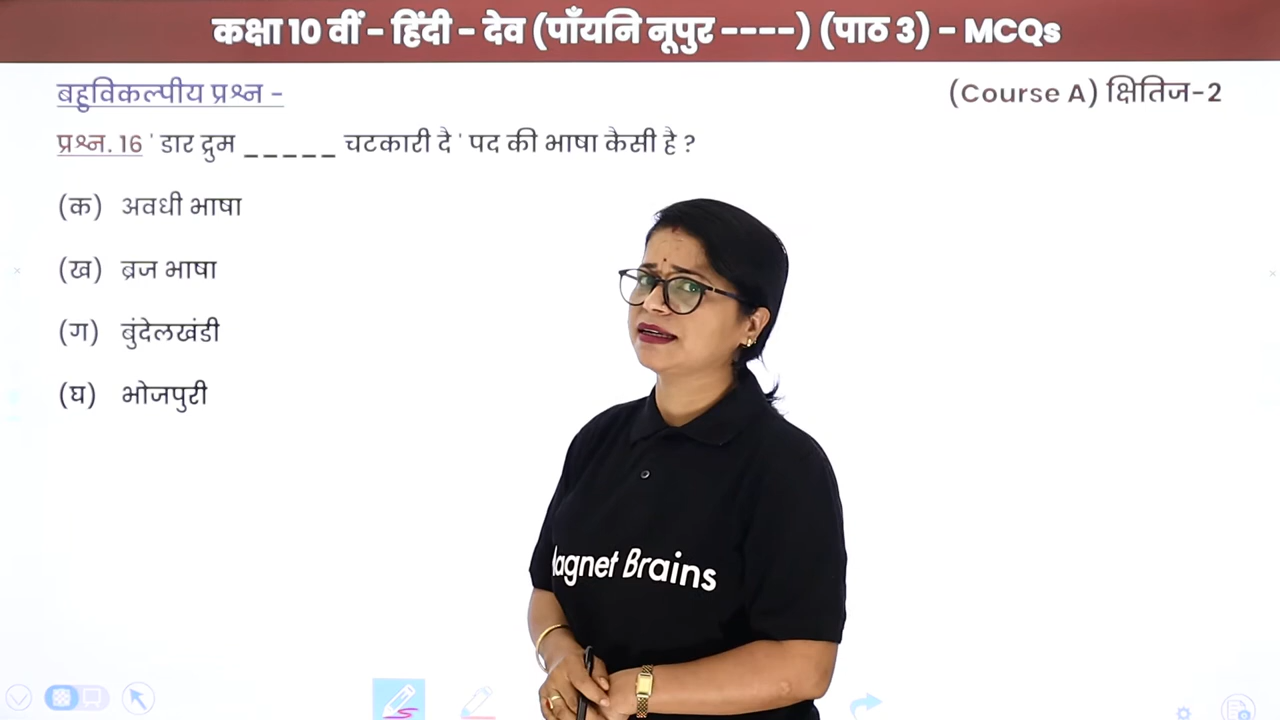 कक्षा 10 वीं - हिंदी - देव (पाँयनि नूपुर ----) (पाठ 3) - MCQs
बहुविकल्पीय प्रश्न -
(Course A) क्षितिज-2
प्रश्न. 16 ' डार द्रुम _____ चटकारी दै ' पद की भाषा कैसी है ?
(क) अवधी भाषा
(ख) ब्रज भाषा
(ग) बुंदेलखंडी
(घ) भोजपुरी
agnet Brains